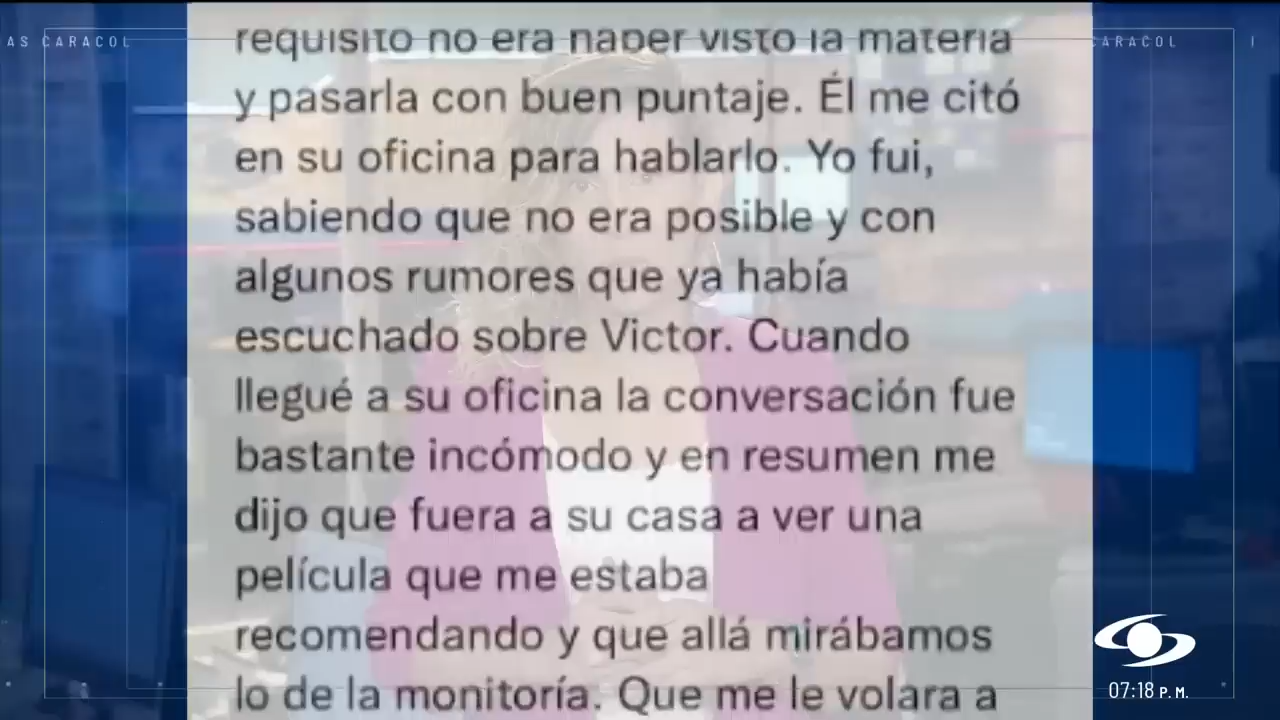 AS CARACOL
CARACOL
requisito no era haber visto la materia
y pasarla con buen puntaje. Él me citó
en su oficina para hablarlo. Yo fui,
sabiendo que no era posible y con
algunos rumores que ya había
escuchado sobre Victor. Cuando
llegué a su oficina la conversación fue
bastante incómodo y en resumen me
dijo que fuera a su casa a ver una
película que me estaba
recomendando y que allá mirábamos
lo de la monitoría. Que me le volara a
07:18 P.M.